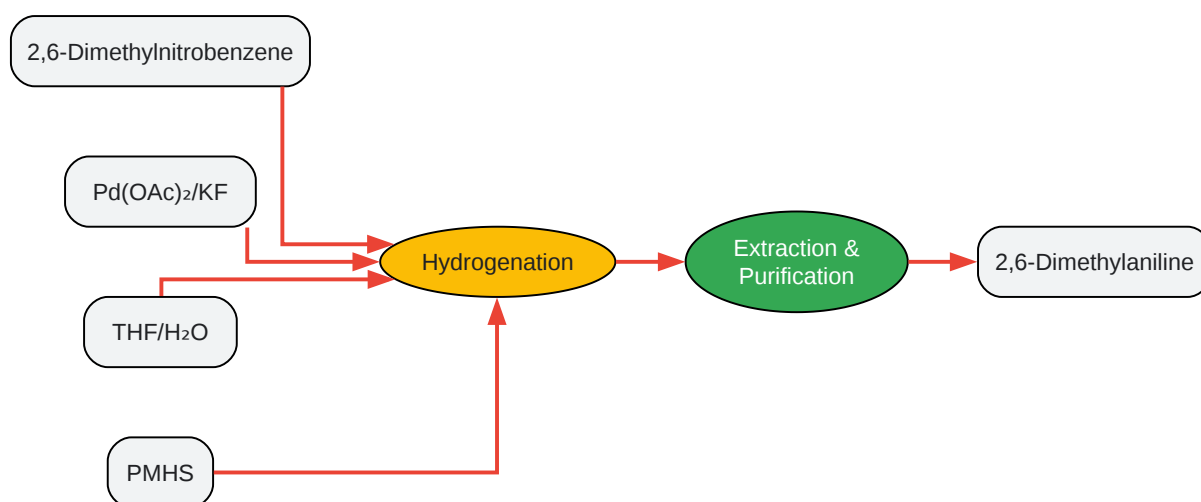 2,6-Dimethylnitrobenzene
Pd(OAc)₂/KF
THF/H₂O
PMHS
Hydrogenation
Extraction &
Purification
2,6-Dimethylaniline